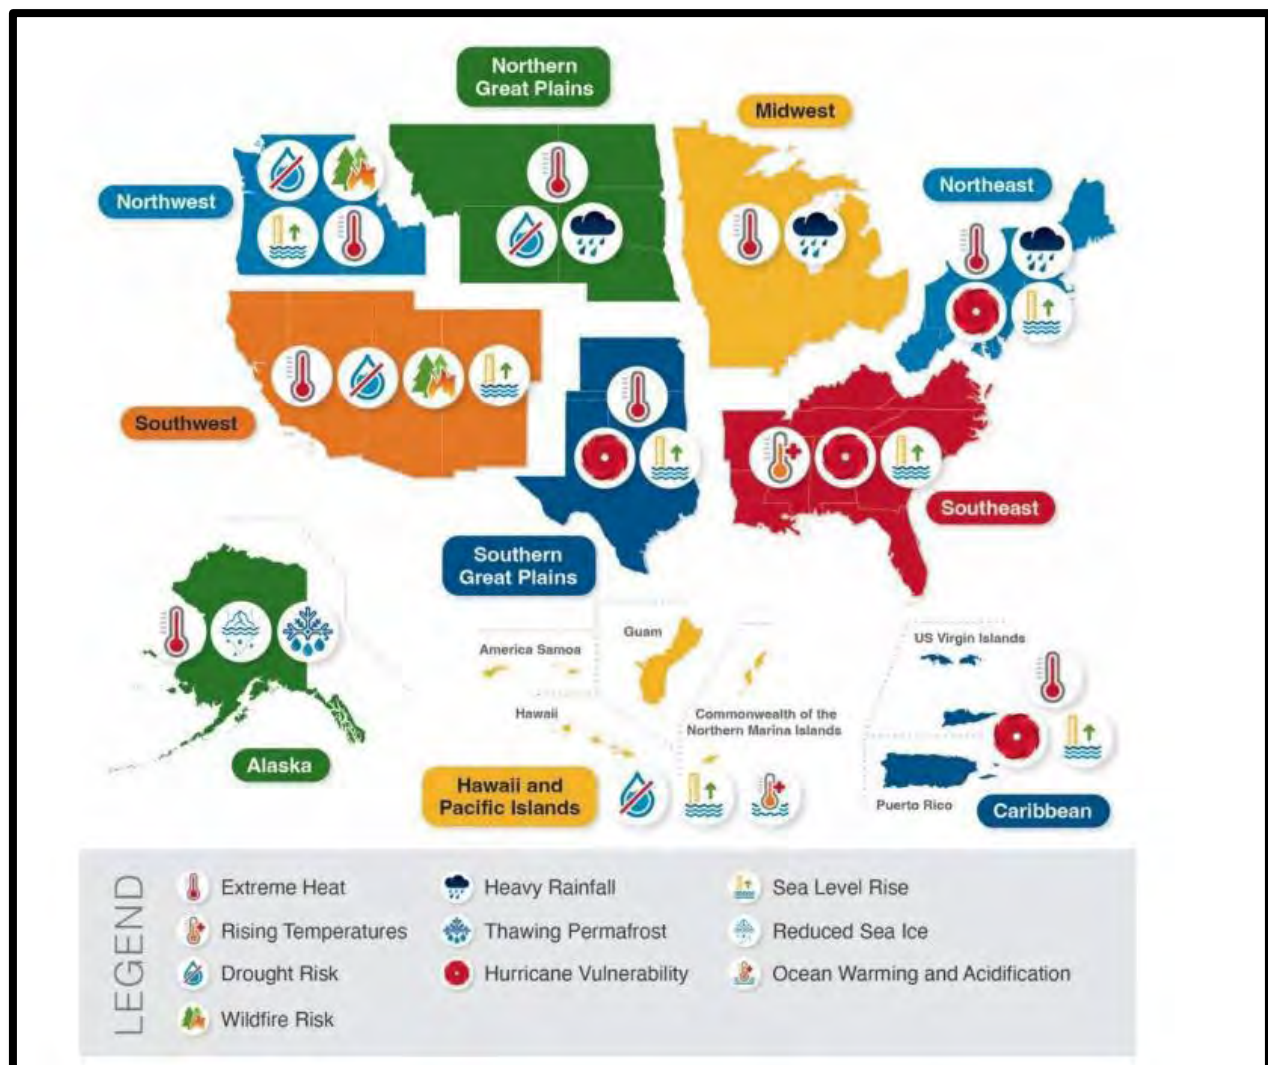 Northern
Great Plains
Midwest
Northwest
Northeast
Southwest
Southeast
Southern
Great Plains
Guam
US Virgin Islands
America Samoa
Hawaii
Commonwealth of the
Northern Marina Islands
Alaska
Hawaii and
Pacific Islands
Puerto Rico
Caribbean
LEGEND
Extreme Heat
Heavy Rainfall
Sea Level Rise
Rising Temperatures
Thawing Permafrost
Reduced Sea Ice
Drought Risk
Hurricane Vulnerability
Ocean Warming and Acidification
Wildfire Risk